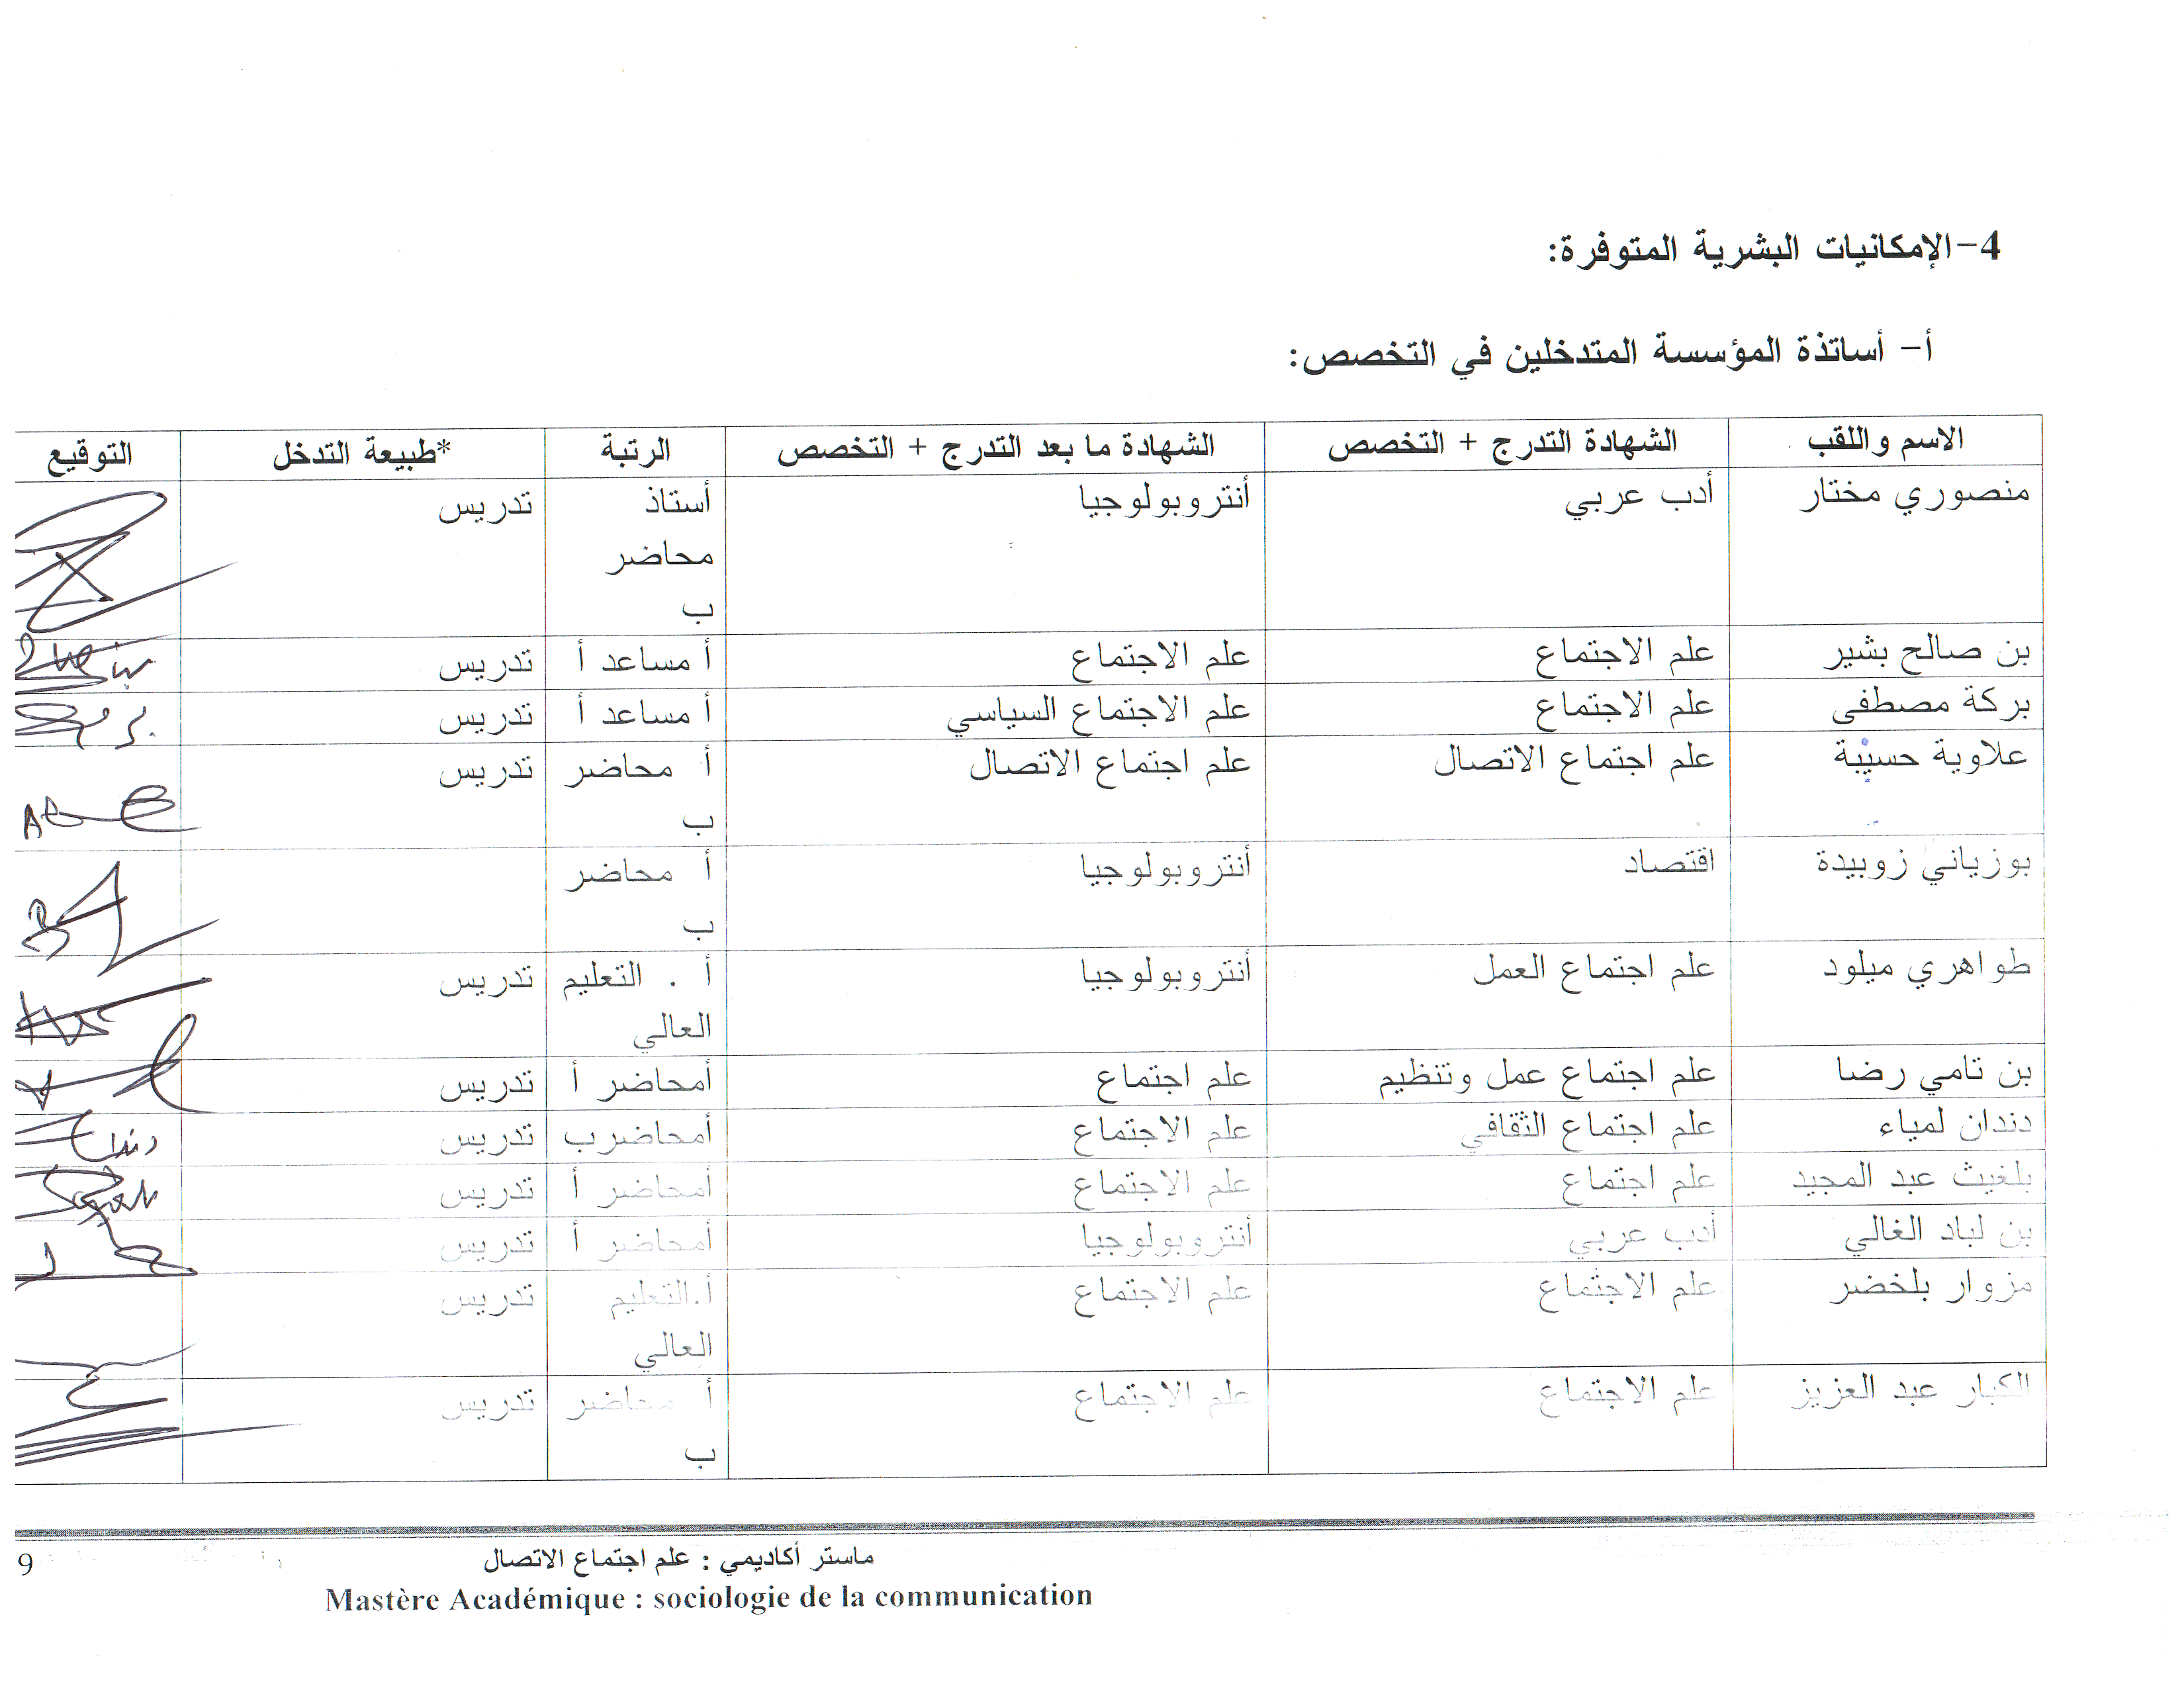 4-الإمكانيات البشرية المتوفرة:
أ- أساتذة المؤسسة المتدخلين في التخصص:
الاسم واللقب الشهادة التدرج + التخصص الشهادة ما بعد التدرج + التخصص الرتبة *طبيعة التدخل التوقيع
منصوري مختار أدب عربي أنتروبولوجيا أستاذ تدريس
محاضر
ب
بن صالح بشير علم الاجتماع علم الاجتماع أ مساعد أ تدريس
بركة مصطفى علم الاجتماع علم الاجتماع السياسي أ مساعد أ تدريس
علاوية حسيبة علم اجتماع الاتصال علم اجتماع الاتصال أ محاضر تدريس
ب
بوزياني زوبيدة اقتصاد أنتروبولوجيا أ محاضر
ب
طواهري ميلود علم اجتماع العمل أنتروبولوجيا أ . التعليم تدريس
العالي
بن تامي رضا علم اجتماع عمل وتنظيم علم اجتماع أمحاضر أ تدريس
دندان لمياء علم اجتماع الثقافي علم الاجتماع أمحاضرب تدريس
بلغيث عبد المجيد علم اجتماع علم الاجتماع أمحاضر أ تدريس
بن لباد الغالي أدب عربي أنتروبولوجيا أمحاضر أ تدريس
مزوار بلخضر علم الاجتماع علم الاجتماع أ.التعليم تدريس
العالي
الكبار عبد العزيز علم الاجتماع علم الاجتماع أ محاضر تدريس
ب
ماستر أكاديمي : علم اجتماع الاتصال
9
Mastère Académique : sociologie de la communication